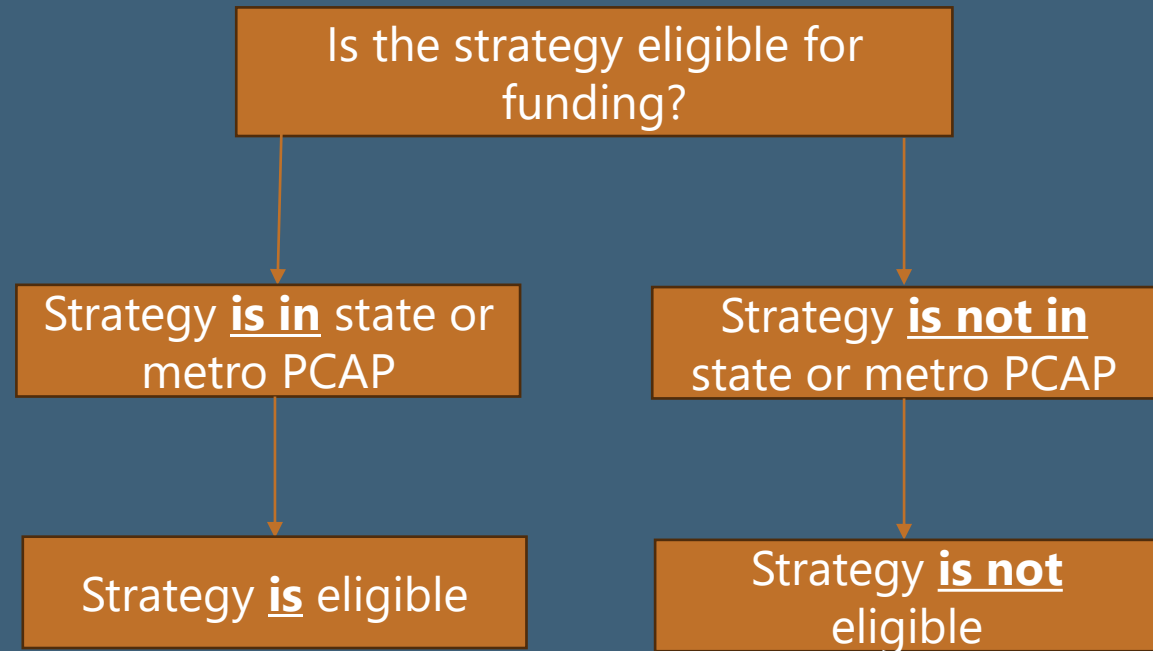 Is the strategy eligible for
funding?
Strategy is in state or
metro PCAP
Strategy is not in
state or metro PCAP
Strategy is eligible
Strategy is not
eligible